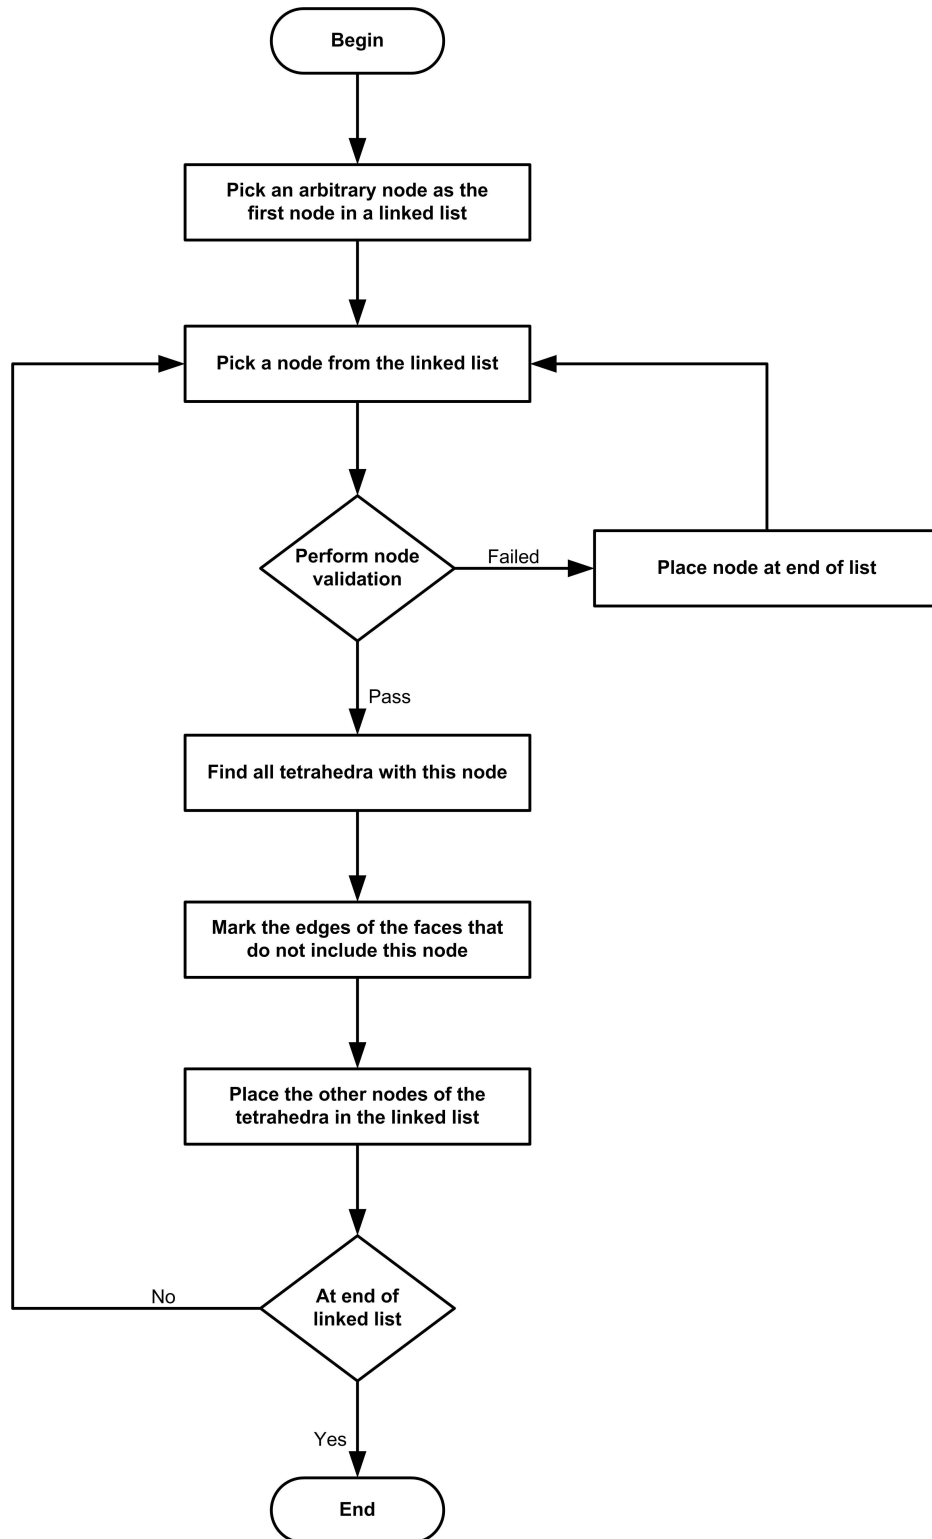 Begin
Pick an arbitrary node as the
first node in a linked list
Pick a node from the linked list
Perform node
validation
Failed
Place node at end of list
Pass
Find all tetrahedra with this node
Mark the edges of the faces that
do not include this node
Place the other nodes of the
tetrahedra in the linked list
At end of
linked list
No
Yes
End